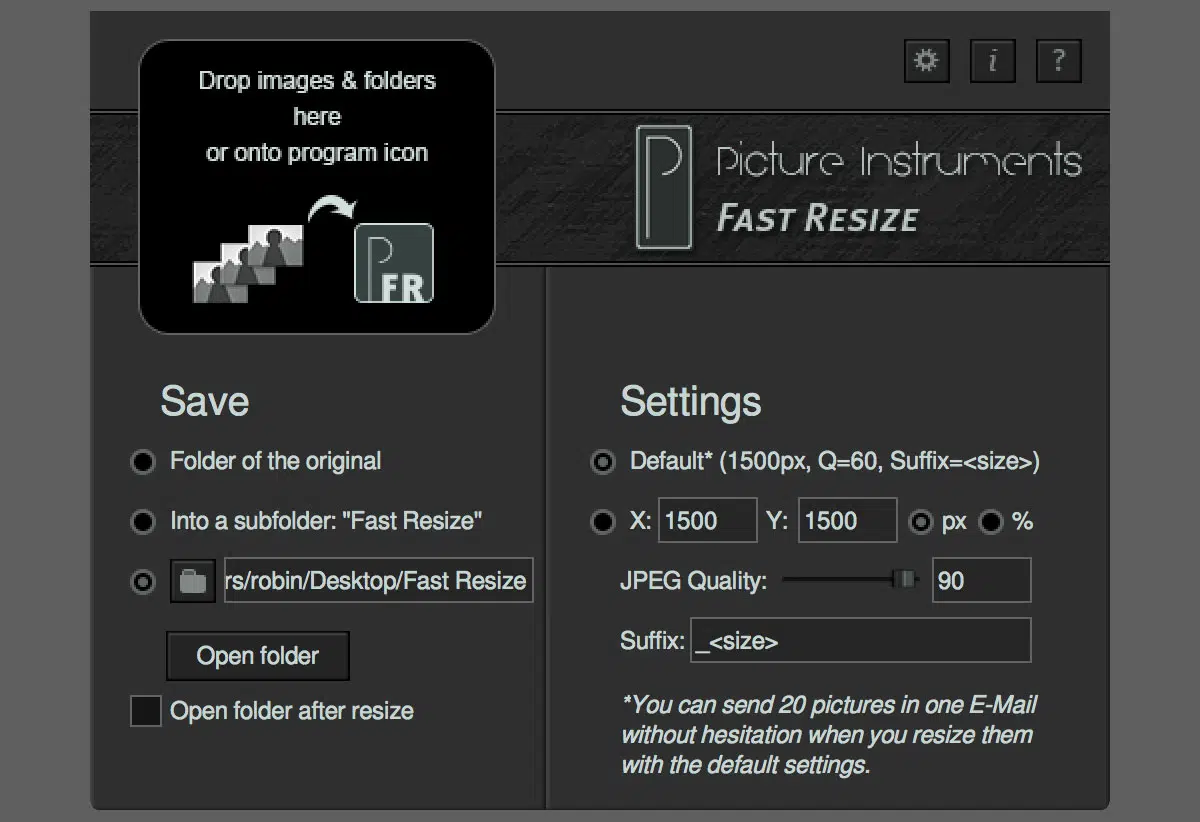 Drop images & folders
here
or onto program icon
i
?
P
Picture Instruments
FAST RESIZE
P
FR
Save
Folder of the original
Into a subfolder: "Fast Resize"
rs/robin/Desktop/Fast Resize
Open folder
Open folder after resize
Settings
Default* (1500px, Q=60, Suffix=<size>)
X: 1500 Y: 1500 px %
JPEG Quality: 90
Suffix: _<size>
*You can send 20 pictures in one E-Mail
without hesitation when you resize them
with the default settings.